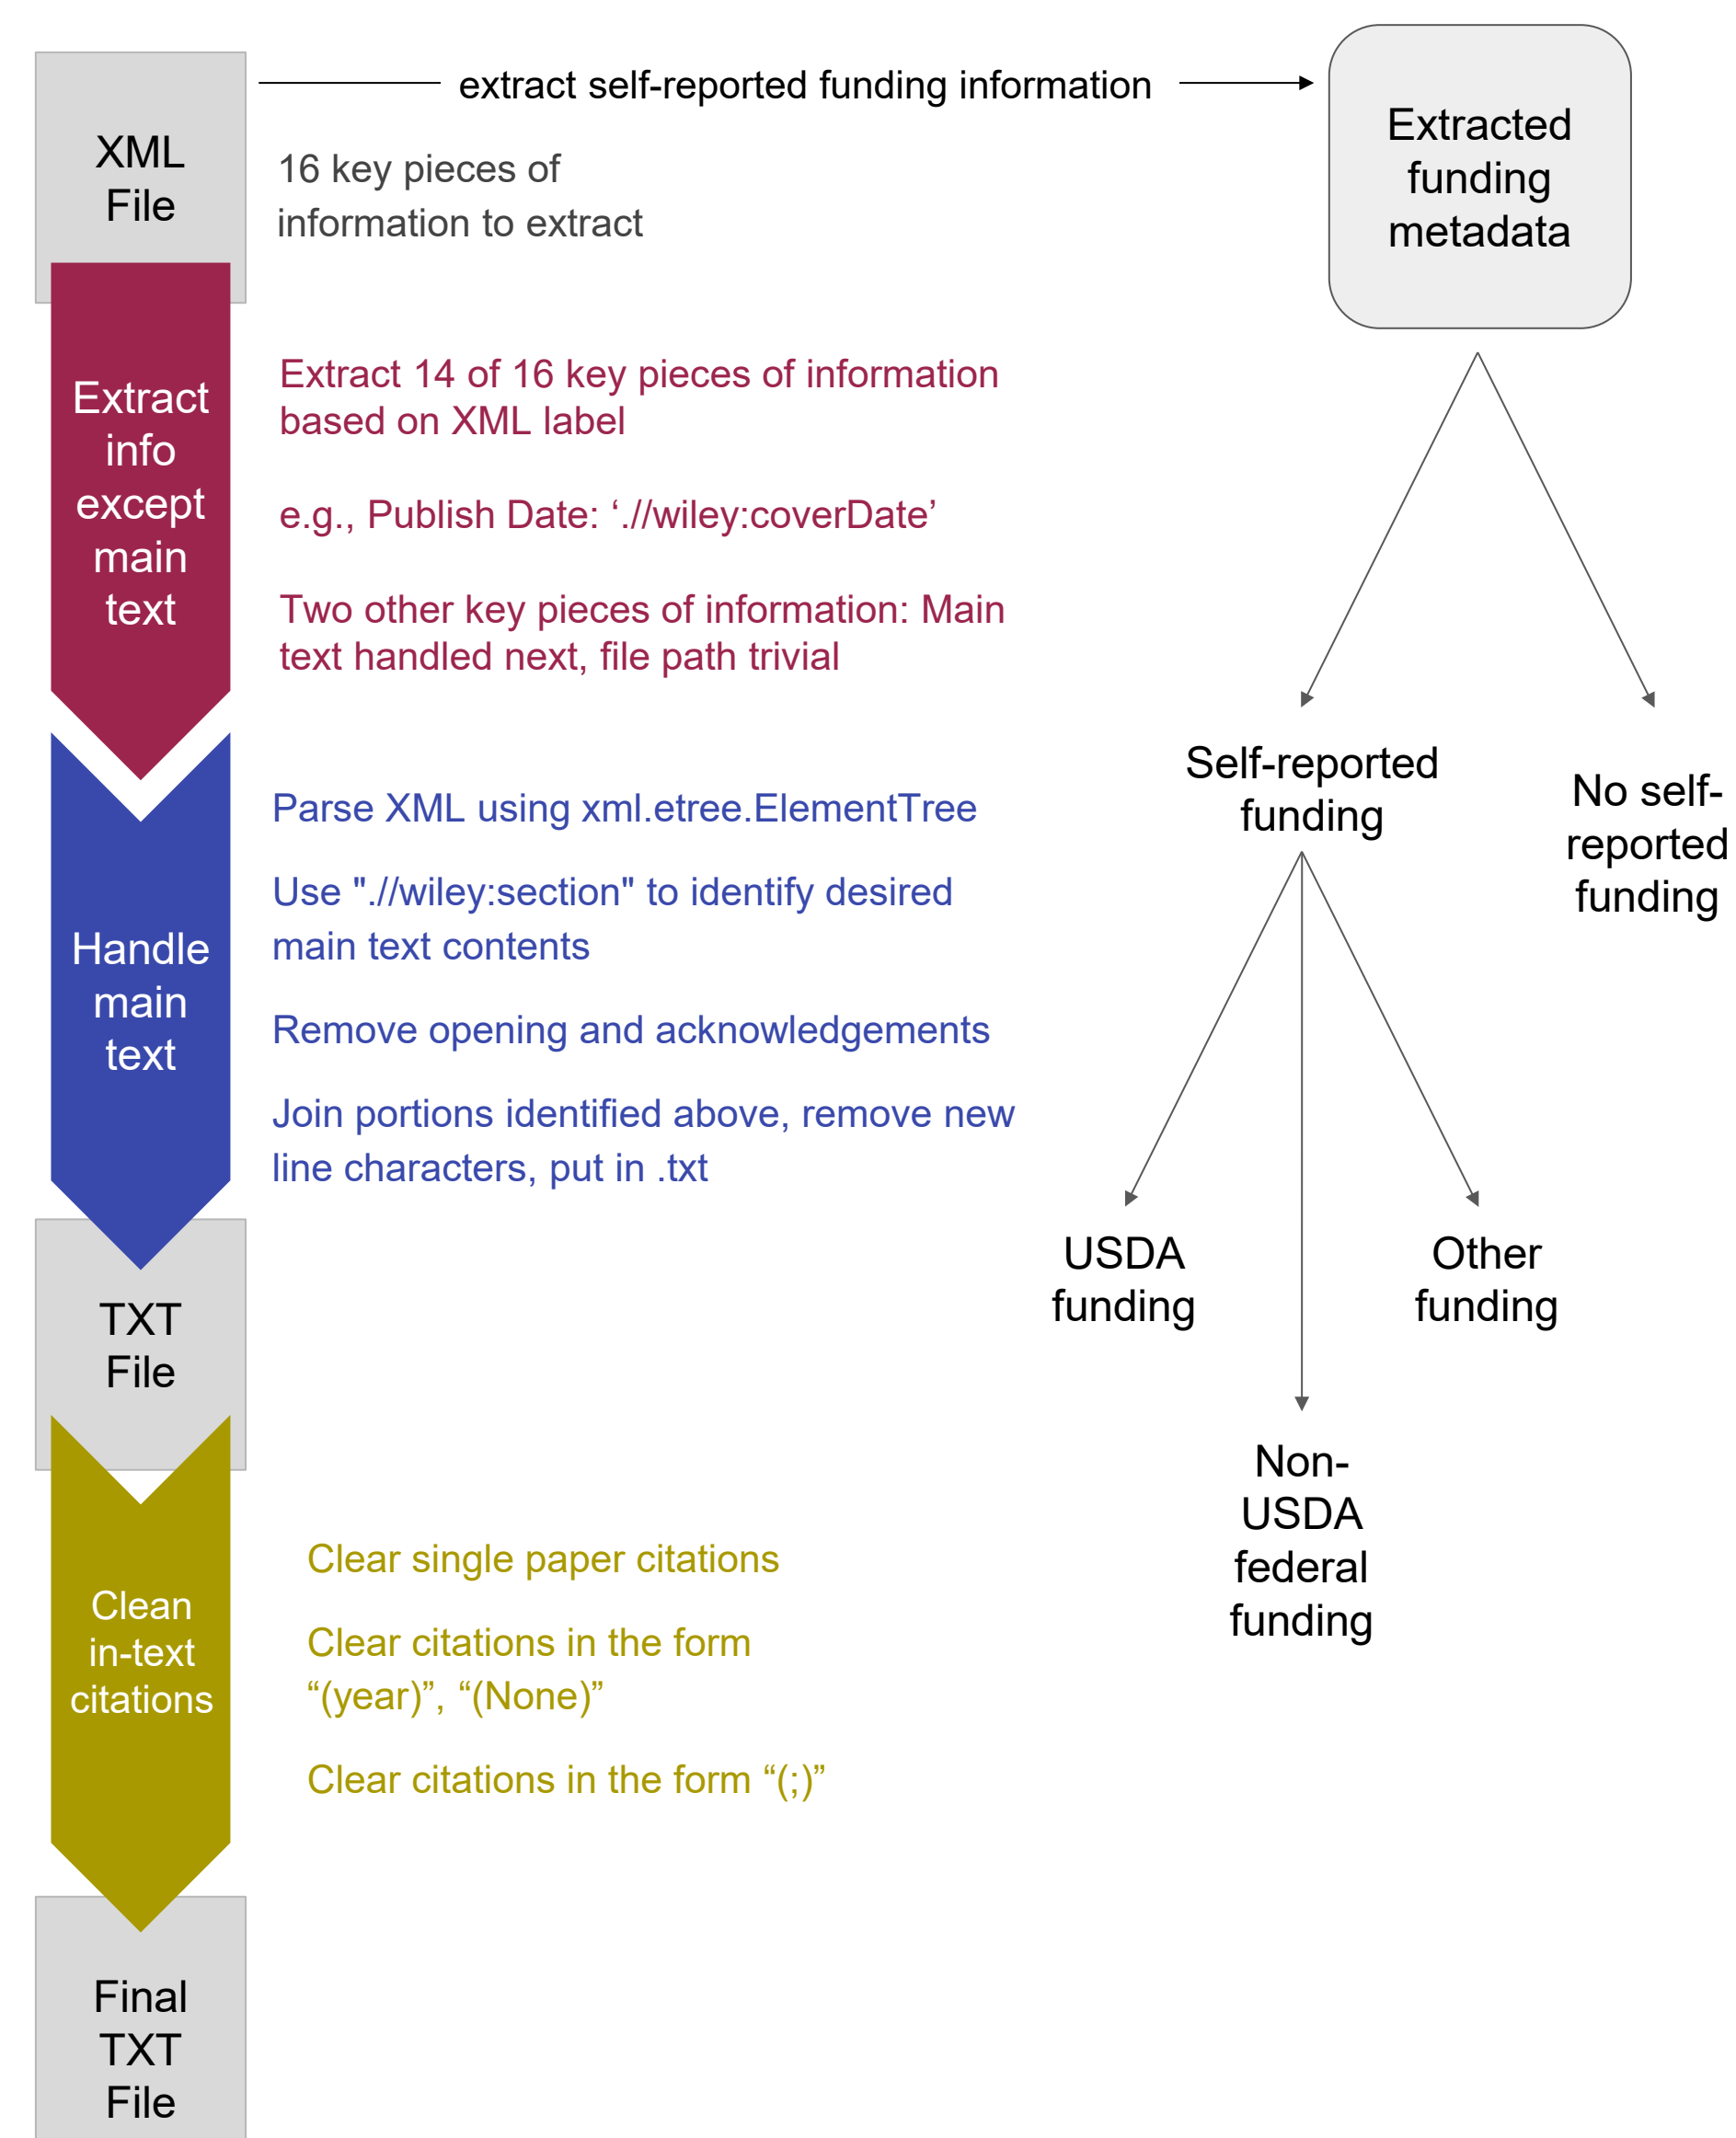 XML
File
extract self-reported funding information
16 key pieces of
information to extract
Extracted
funding
metadata
Extract
info
except
main
text
Extract 14 of 16 key pieces of information
based on XML label
e.g., Publish Date: ‘.//wiley:coverDate’
Two other key pieces of information: Main
text handled next, file path trivial
Self-reported
funding
No self-
reported
funding
Handle
main
text
Parse XML using xml.etree.ElementTree
Use ".//wiley:section" to identify desired
main text contents
Remove opening and acknowledgements
Join portions identified above, remove new
line characters, put in .txt
USDA
funding
Other
funding
Non-
USDA
federal
funding
TXT
File
Clean
in-text
citations
Clear single paper citations
Clear citations in the form
“(year)”, “(None)”
Clear citations in the form “(;)”
Final
TXT
File